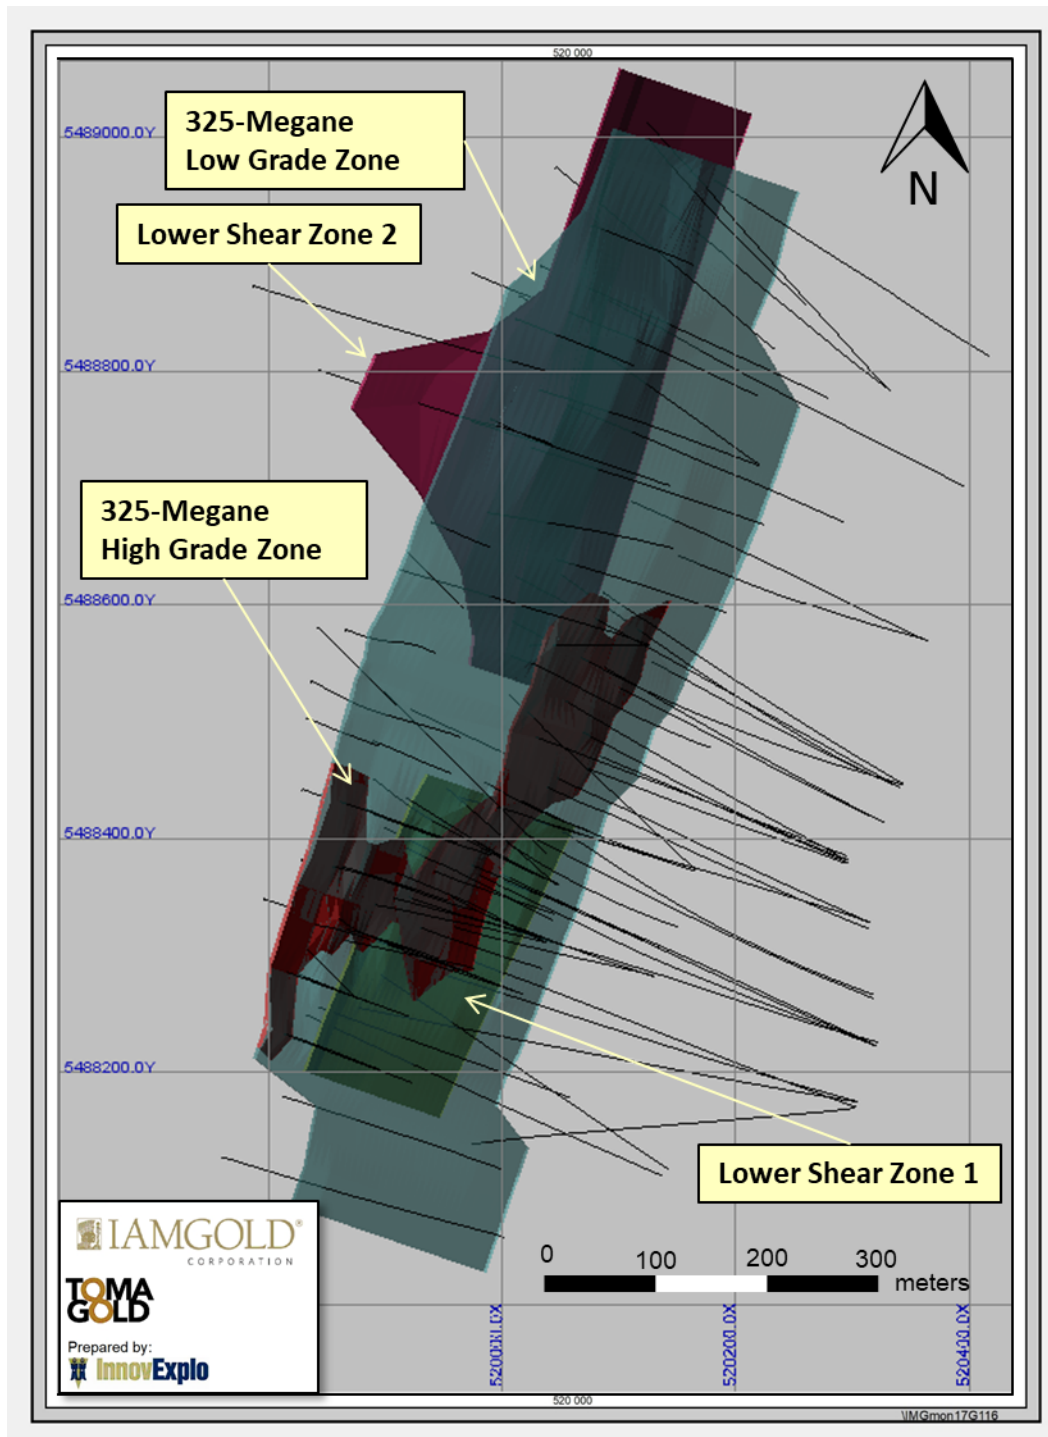 520 000
5489000.0Y
325-Megane
Low Grade Zone
N
Lower Shear Zone 2
5488800.0Y
325-Megane
High Grade Zone
5488600.0Y
5488400.0Y
5488200.0Y
Lower Shear Zone 1
IAMGOLD®
CORPORATION
TOMA
GOLD
Prepared by:
InnovExplo
0 100 200 300
meters
520000.0X
520200.0X
520400.0X
520 000
\IMGmon17G116